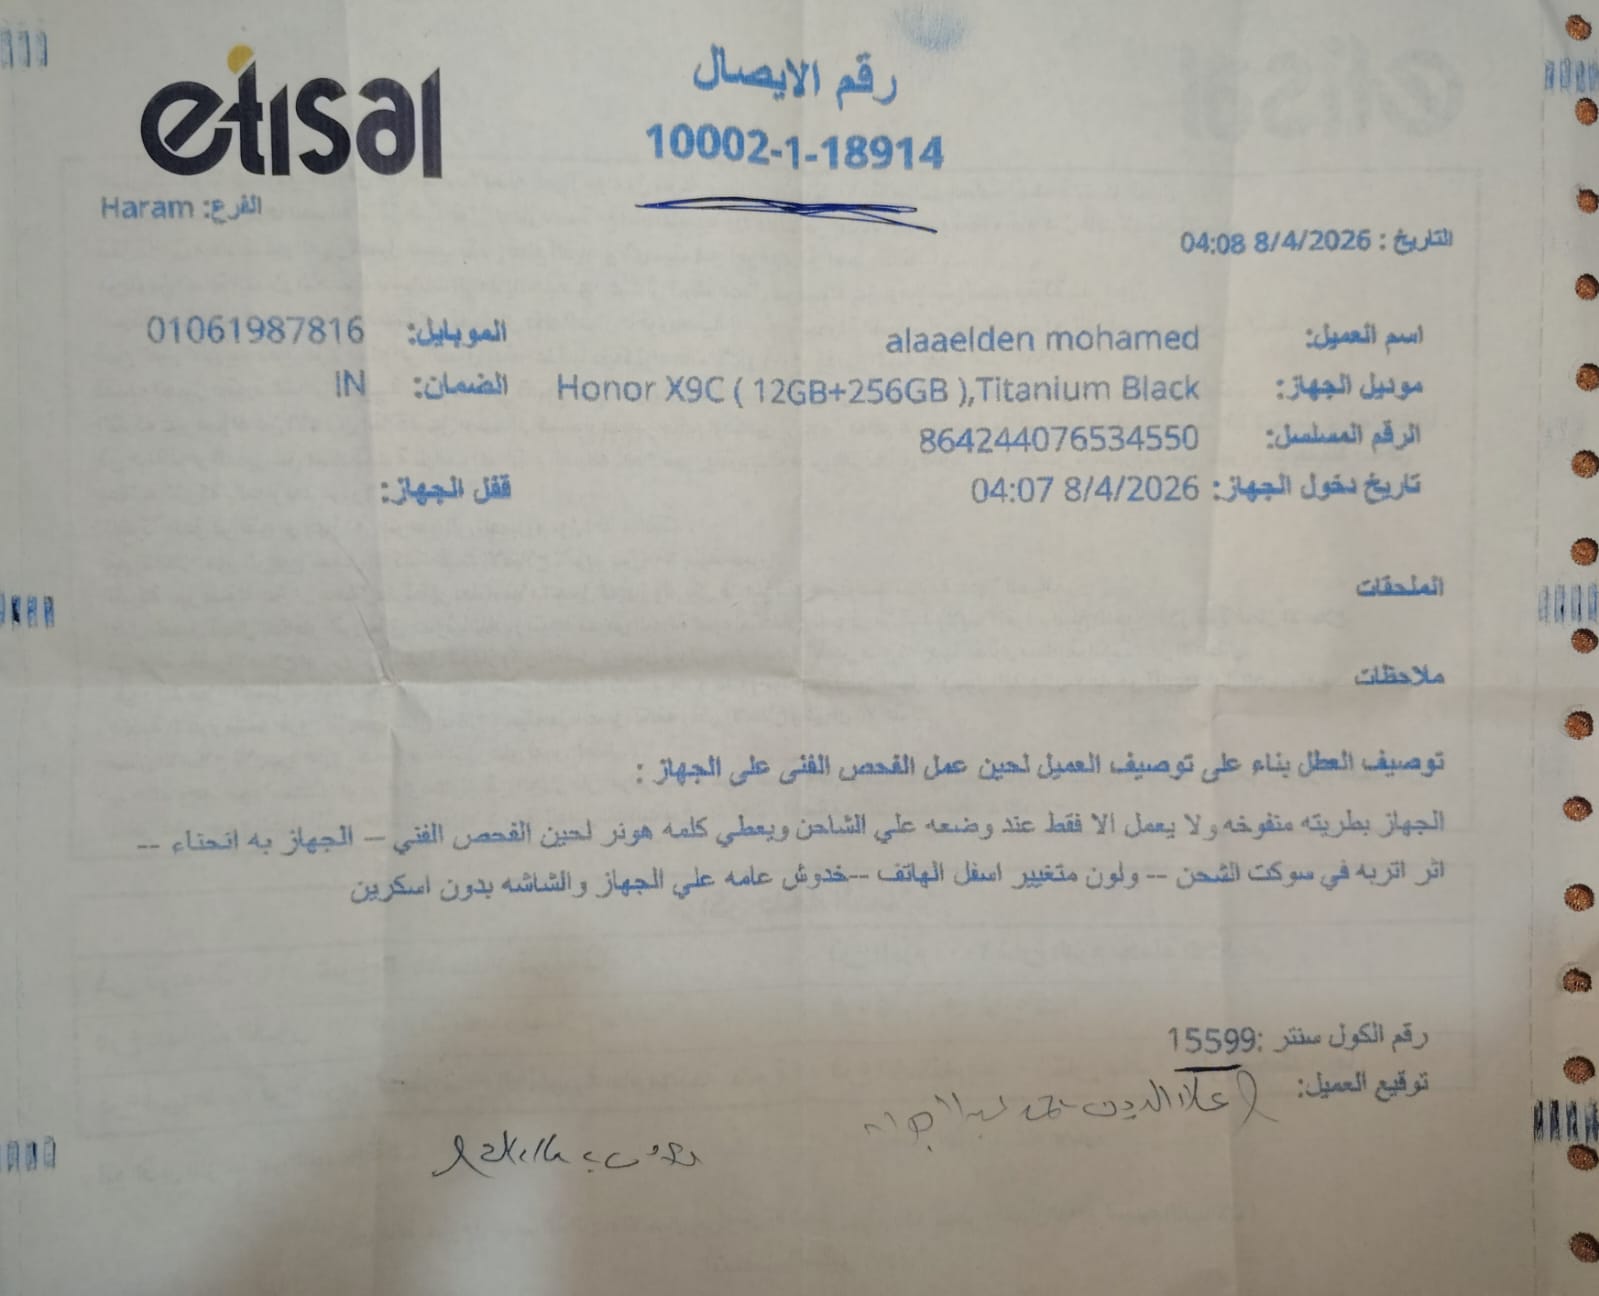 etisal
رقم الايصال
10002-1-18914
الفرع: Haram
التاريخ : 8/4/2026 04:08
اسم العميل: alaaelden mohamed الموبايل: 01061987816
موديل الجهاز: Honor X9C ( 12GB+256GB ),Titanium Black الضمان: IN
الرقم المسلسل: 864244076534550
تاريخ دخول الجهاز: 8/4/2026 04:07 قفل الجهاز:
الملحقات
ملاحظات
توصيف العطل بناء على توصيف العميل لحين عمل الفحص الفنى على الجهاز :
الجهاز بطريته منفوخه ولا يعمل الا فقط عند وضعه علي الشاحن ويعطي كلمه هونر لحين الفحص الفني – الجهاز به انحناء --
اثر اتربه في سوكت الشحن -- ولون متغيير اسفل الهاتف --خدوش عامه علي الجهاز والشاشه بدون اسكرين
رقم الكول سنتر :15599
توقيع العميل: علاء الدين محمد